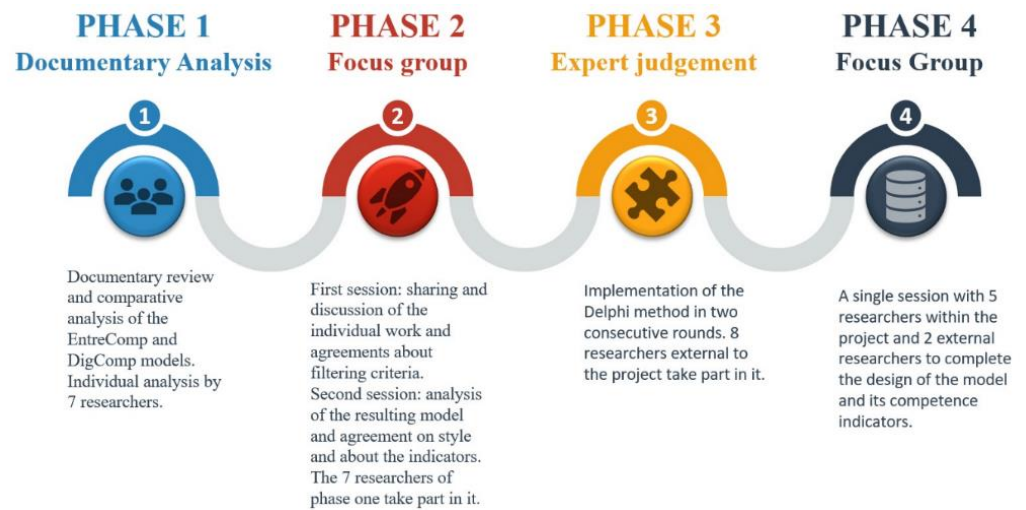 PHASE 1
Documentary Analysis
1
Documentary review
and comparative
analysis of the
EntreComp and
DigComp models.
Individual analysis by
7 researchers.
PHASE 2
Focus group
2
First session: sharing and
discussion of the
individual work and
agreements about
filtering criteria.
Second session: analysis
of the resulting model
and agreement on style
and about the indicators.
The 7 researchers of
phase one take part in it.
PHASE 3
Expert judgement
3
Implementation of the
Delphi method in two
consecutive rounds. 8
researchers external to
the project take part in it.
PHASE 4
Focus Group
4
A single session with 5
researchers within the
project and 2 external
researchers to complete
the design of the model
and its competence
indicators.